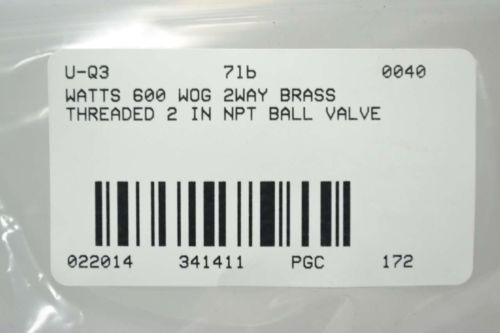 U-Q3 7lb 0040
WATTS 600 WOG 2WAY BRASS
THREADED 2 IN NPT BALL VALVE
022014 341411 PGC 172